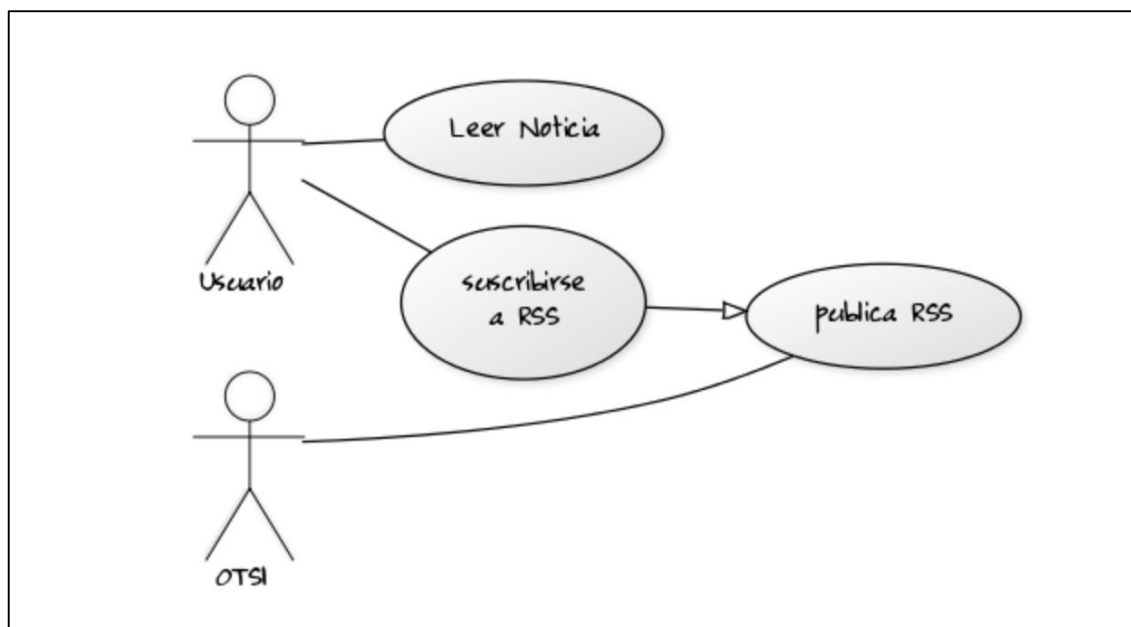 Leer Noticia
Usuario
suscribirse
a RSS
publica RSS
OTSI